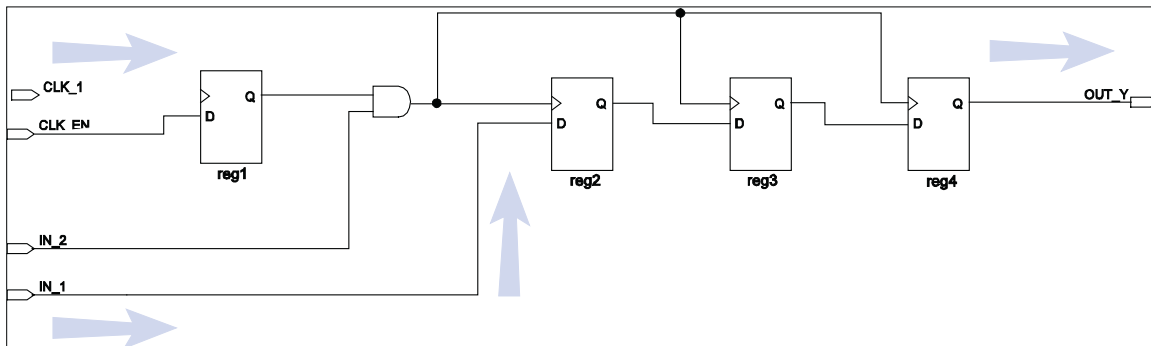 CLK_1
CLK_EN
Q
D
reg1
Q
D
reg2
Q
D
reg3
Q
D
reg4
OUT_Y
IN_2
IN_1